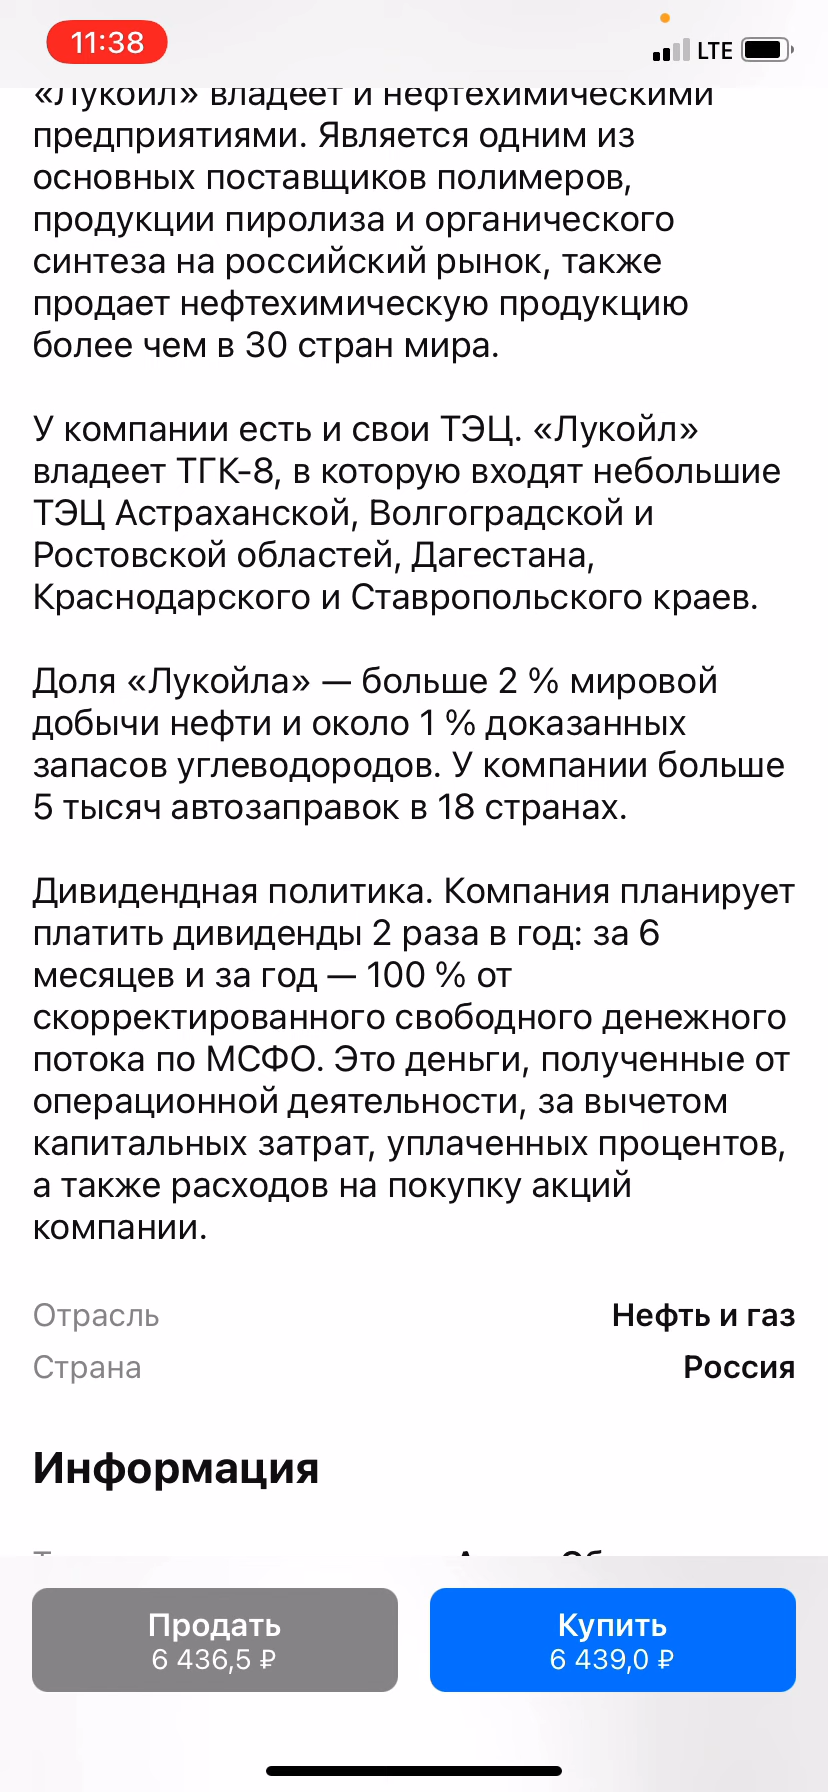 11:38
LTE
«Лукойл» владеет и нефтехимическими
предприятиями. Является одним из
основных поставщиков полимеров,
продукции пиролиза и органического
синтеза на российский рынок, также
продает нефтехимическую продукцию
более чем в 30 стран мира.
У компании есть и свои ТЭЦ. «Лукойл»
владеет ТГК-8, в которую входят небольшие
ТЭЦ Астраханской, Волгоградской и
Ростовской областей, Дагестана,
Краснодарского и Ставропольского краев.
Доля «Лукойла» — больше 2 % мировой
добычи нефти и около 1 % доказанных
запасов углеводородов. У компании больше
5 тысяч автозаправок в 18 странах.
Дивидендная политика. Компания планирует
платить дивиденды 2 раза в год: за 6
месяцев и за год — 100 % от
скорректированного свободного денежного
потока по МСФО. Это деньги, полученные от
операционной деятельности, за вычетом
капитальных затрат, уплаченных процентов,
а также расходов на покупку акций
компании.
Отрасль Нефть и газ
Страна Россия
Информация
Продать Купить
6 436,5 ₽ 6 439,0 ₽